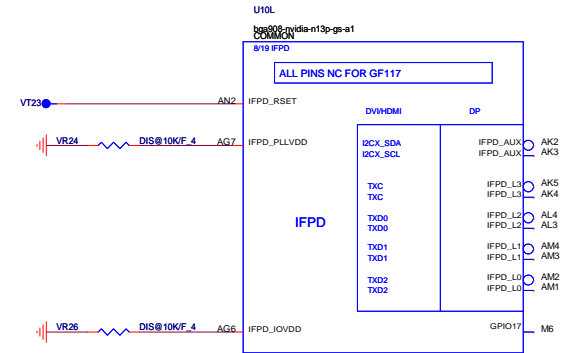 U10L
bga908-nvidia-n13p-gs-a1
COMMON
8/19 IFPD
ALL PINS NC FOR GF117
VT23 AN2 IFPD_RSET
DVI/HDMI DP
VR24 DIS@10K/F_4 AG7 IFPD_PLLVDD
I2CX_SDA IFPD_AUX AK2
I2CX_SCL IFPD_AUX AK3
TXC IFPD_L3 AK5
TXC IFPD_L3 AK4
TXD0 IFPD_L2 AL4
TXD0 IFPD_L2 AL3
IFPD
TXD1 IFPD_L1 AM4
TXD1 IFPD_L1 AM3
TXD2 IFPD_L0 AM2
TXD2 IFPD_L0 AM1
VR26 DIS@10K/F_4 AG6 IFPD_IOVDD
GPIO17 M6